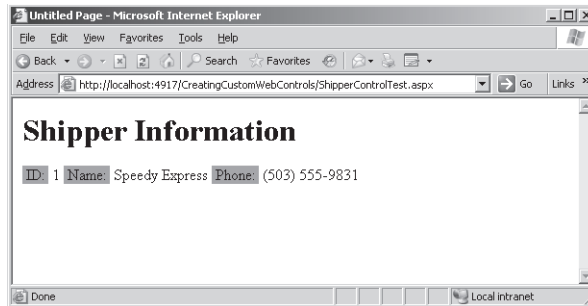 Untitled Page - Microsoft Internet Explorer
File Edit View Favorites Tools Help
Back Search Favorites
Address http://localhost:4917/CreatingCustomWebControls/ShipperControlTest.aspx Go Links »
Shipper Information
ID: 1 Name: Speedy Express Phone: (503) 555-9831
Done Local intranet